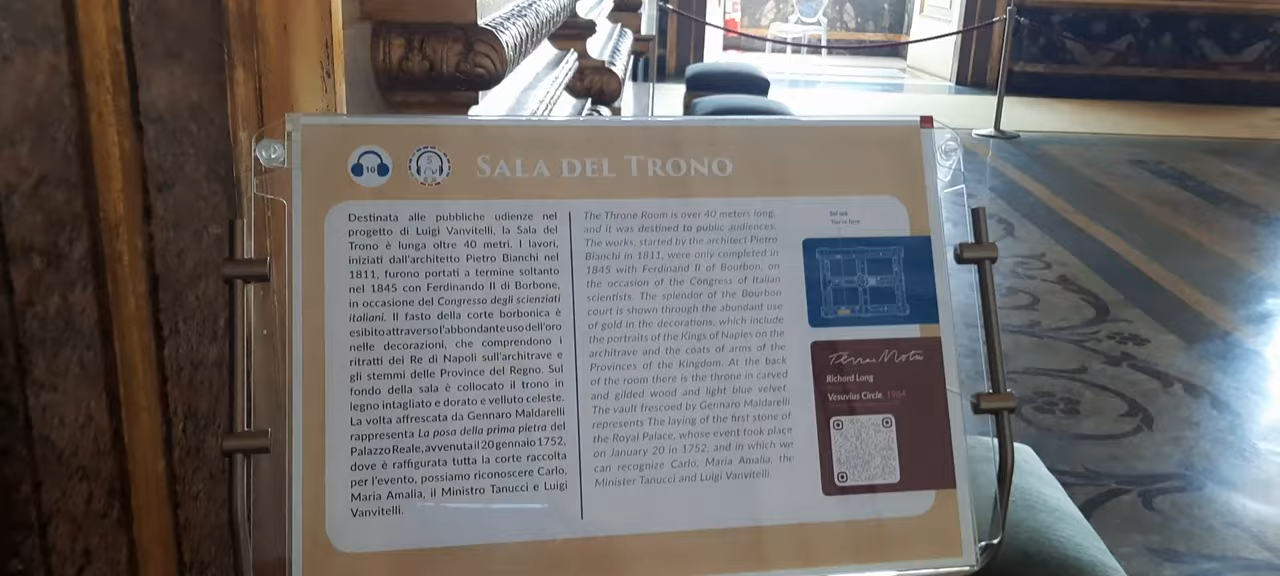 10
SALA DEL TRONO
Destinata alle pubbliche udienze nel
progetto di Luigi Vanvitelli, la Sala del
Trono è lunga oltre 40 metri. I lavori,
iniziati dall'architetto Pietro Bianchi nel
1811, furono portati a termine soltanto
nel 1845 con Ferdinando II di Borbone,
in occasione del Congresso degli scienziati
italiani. Il fasto della corte borbonica è
esibito attraverso l'abbondante uso dell'oro
nelle decorazioni, che comprendono i
ritratti dei Re di Napoli sull'architrave e
gli stemmi delle Province del Regno. Sul
fondo della sala è collocato il trono in
legno intagliato e dorato e velluto celeste.
La volta affrescata da Gennaro Maldarelli
rappresenta La posa della prima pietra del
Palazzo Reale, avvenuta il 20 gennaio 1752,
dove è raffigurata tutta la corte raccolta
per l'evento, possiamo riconoscere Carlo,
Maria Amalia, il Ministro Tanucci e Luigi
Vanvitelli.
The Throne Room is over 40 meters long,
and it was destined to public audiences.
The works, started by the architect Pietro
Bianchi in 1811, were only completed in
1845 with Ferdinand II of Bourbon, on
the occasion of the Congress of Italian
scientists. The splendor of the Bourbon
court is shown through the abundant use
of gold in the decorations, which include
the portraits of the Kings of Naples on the
architrave and the coats of arms of the
Provinces of the Kingdom. At the back
of the room there is the throne in carved
and gilded wood and light blue velvet.
The vault frescoed by Gennaro Maldarelli
represents The laying of the first stone of
the Royal Palace, whose event took place
on January 20 in 1752, and in which we
can recognize Carlo, Maria Amalia, the
Minister Tanucci and Luigi Vanvitelli.
Sei qui
You're here
Terrae Motus
Richard Long
Vesuvius Circle, 1984